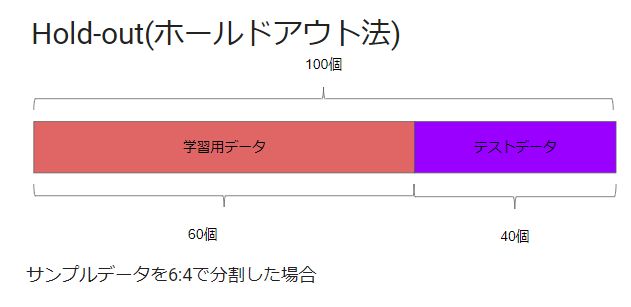 Hold-out(ホールドアウト法)
100個
学習用データ
テストデータ
60個
40個
サンプルデータを6:4で分割した場合